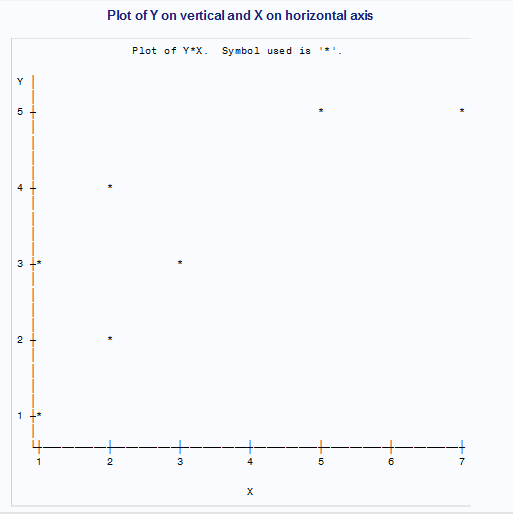 Plot of Y on vertical and X on horizontal axis
Plot of Y*X.  Symbol used is '*'.
Y
5
4
3
2
1
1 2 3 4 5 6 7
X